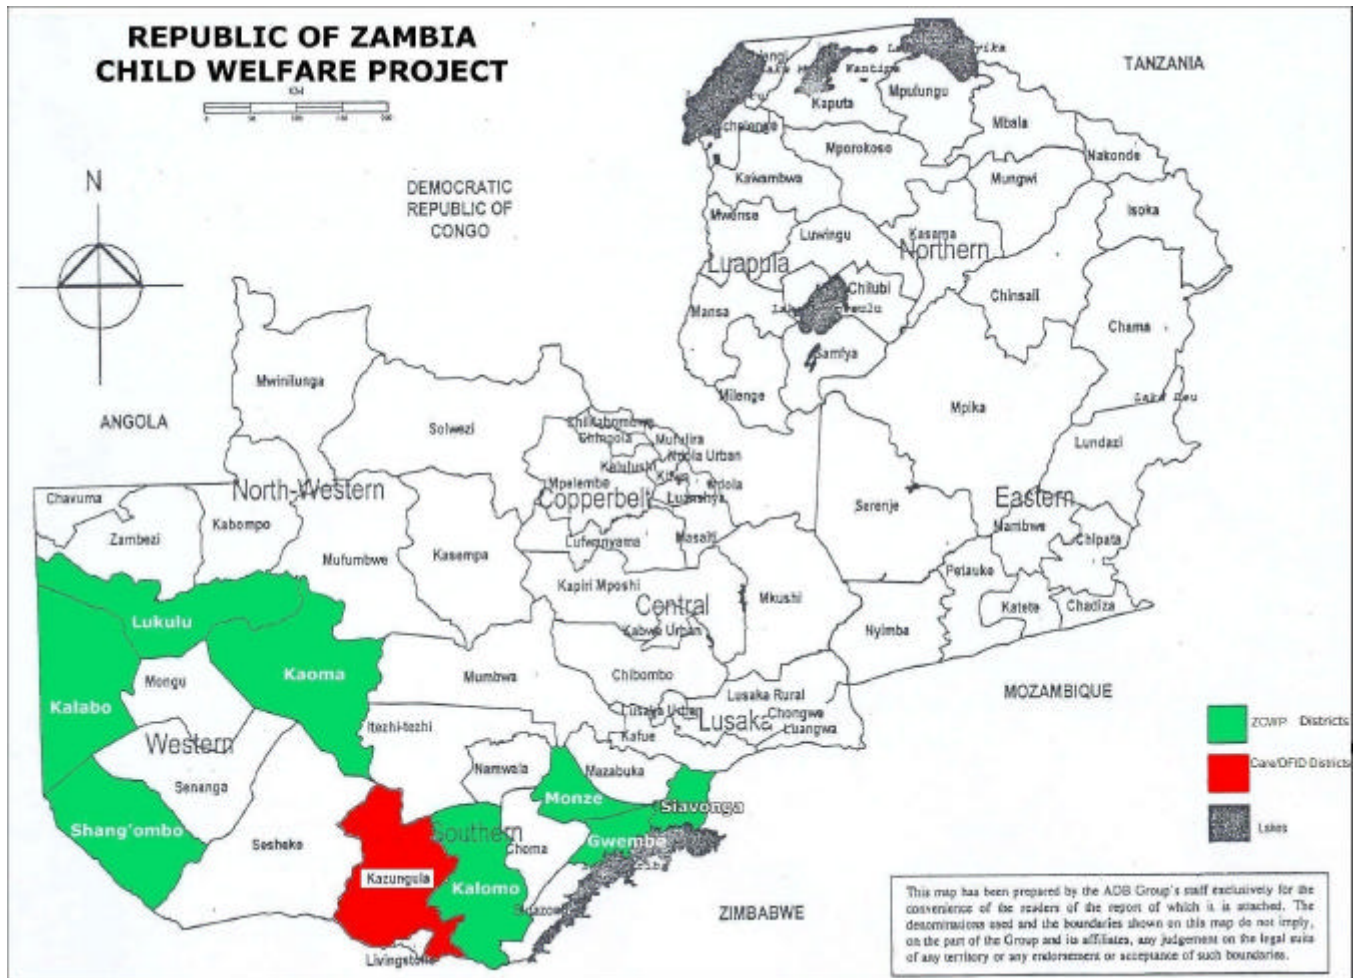 REPUBLIC OF ZAMBIA
CHILD WELFARE PROJECT
KM
0 50 100 150 200
N
TANZANIA
DEMOCRATIC
REPUBLIC OF
CONGO
ANGOLA
MOZAMBIQUE
ZIMBABWE
Kaputa
Mpulungu
Mbala
Nakonde
Mporokoso
Mungwi
Isoka
Kawambwa
Mwense
Luwingu
Kasama
Northern
Luapula
Chilubi
Chinsali
Mansa
Chama
Samfya
Milenge
Mpika
Lundazi
Mwinilunga
Solwezi
Mufulira
Ndola Urban
Kalulushi
Ndola
Luanshya
Mpelembe
Copperbelt
Lufwanyama
Masaiti
Chavuma
North-Western
Zambezi
Kabompo
Mufumbwe
Kasempa
Serenje
Eastern
Mambwe
Chipata
Petauke
Katete
Chadiza
Nyimba
Kapiri Mposhi
Central
Mkushi
Kabwe Urban
Lukulu
Kaoma
Mongu
Kalabo
Mumbwa
Chibombo
Lusaka Rural
Lusaka Urban
Chongwe
Lusaka
Luangwa
Kafue
Itezhi-tezhi
Western
Senanga
Namwala
Mazabuka
Monze
Siavonga
Shang'ombo
Sesheke
Southern
Choma
Gwembe
Kazungula
Kalomo
Livingstone
ZCWP Districts
Care/DFID Districts
Lakes
This map has been prepared by the ADB Group's staff exclusively for the
convenience of the readers of the report of which it is attached. The
denominations used and the boundaries shown on this map do not imply,
on the part of the Group and its affiliates, any judgement on the legal
of any territory or any endorsement or acceptance of such boundaries.